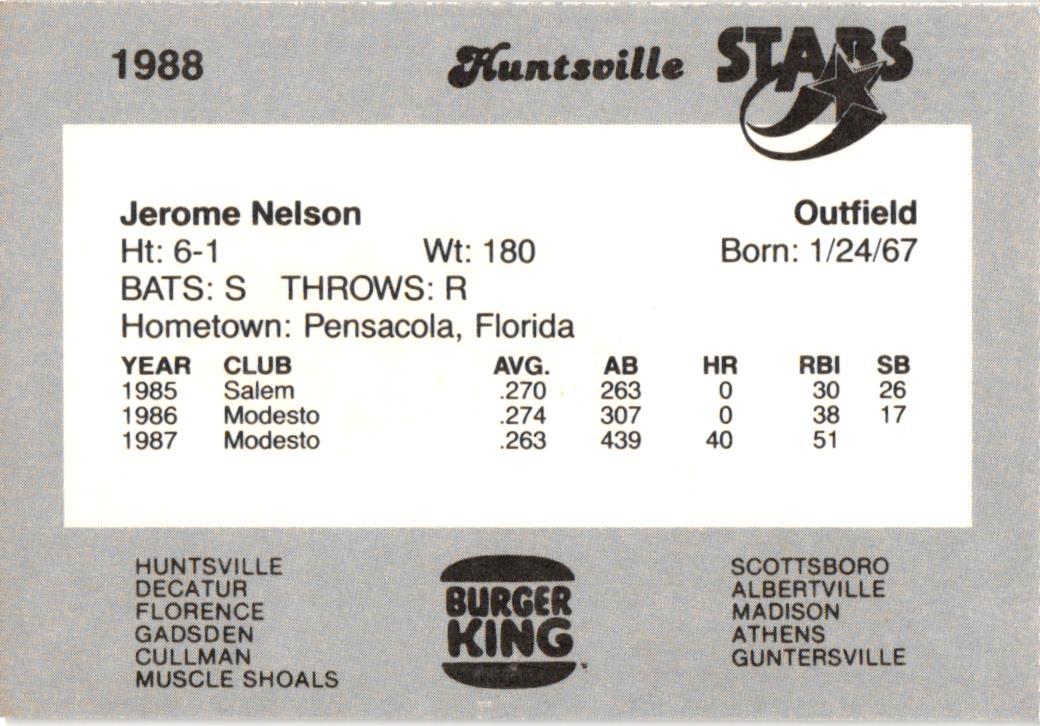 1988 Huntsville STARS
Jerome Nelson Outfield
Ht: 6-1 Wt: 180 Born: 1/24/67
BATS: S THROWS: R
Hometown: Pensacola, Florida
YEAR CLUB AVG. AB HR RBI SB
1985 Salem .270 263 0 30 26
1986 Modesto .274 307 0 38 17
1987 Modesto .263 439 40 51
HUNTSVILLE
DECATUR
FLORENCE
GADSDEN
CULLMAN
MUSCLE SHOALS
BURGER
KING
SCOTTSBORO
ALBERTVILLE
MADISON
ATHENS
GUNTERSVILLE